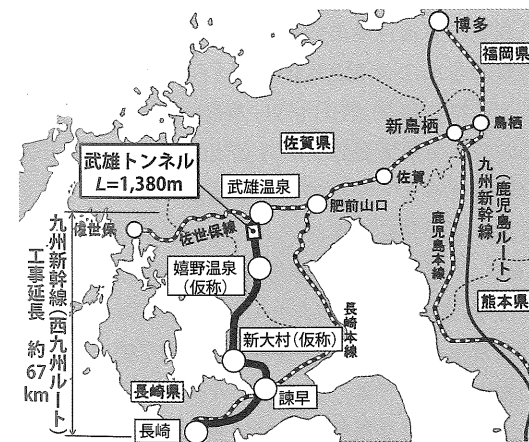 博多
福岡県
新鳥栖
鳥栖
佐賀県
武雄トンネル
L=1,380m
武雄温泉
佐賀
肥前山口
九州新幹線
(鹿児島ルート)
鹿児島本線
佐世保
佐世保線
嬉野温泉
(仮称)
熊本県
長崎本線
新大村(仮称)
九州新幹線(西九州ルート)
工事延長 約67km
長崎県
諫早
長崎